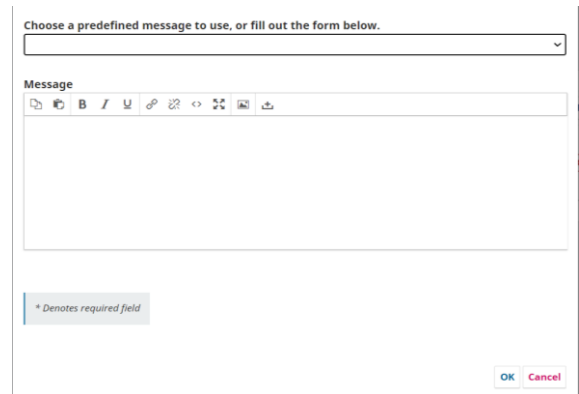 Choose a predefined message to use, or fill out the form below.
Message
B I U
* Denotes required field
OK Cancel